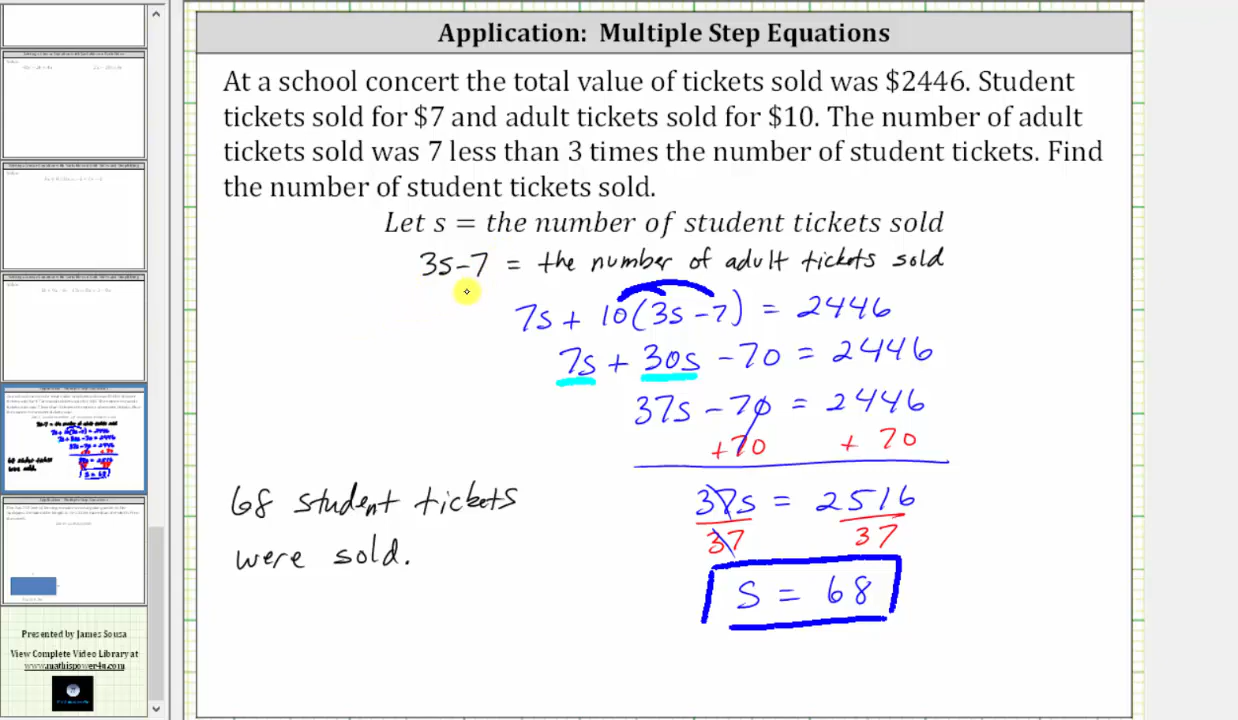 Application: Multiple Step Equations
At a school concert the total value of tickets sold was $2446. Student
tickets sold for $7 and adult tickets sold for $10. The number of adult
tickets sold was 7 less than 3 times the number of student tickets. Find
the number of student tickets sold.
Let s = the number of student tickets sold
3s-7 = the number of adult tickets sold
7s + 10(3s - 7) = 2446
7s + 30s - 70 = 2446
37s - 70 = 2446
+70 + 70
37s = 2516
37 37
s = 68
68 student tickets
were sold.
Presented by James Sousa
View Complete Video Library at
www.mathispower4u.com